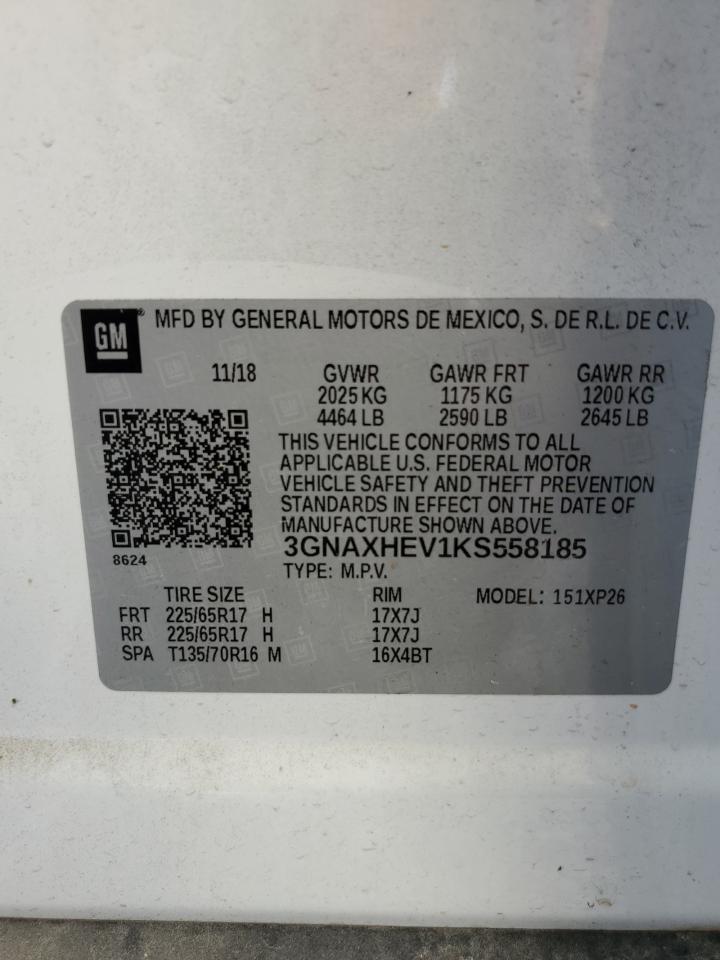 GM® MFD BY GENERAL MOTORS DE MEXICO, S. DE R.L. DE C.V.
11/18 GVWR GAWR FRT GAWR RR
2025 KG 1175 KG 1200 KG
4464 LB 2590 LB 2645 LB
THIS VEHICLE CONFORMS TO ALL
APPLICABLE U.S. FEDERAL MOTOR
VEHICLE SAFETY AND THEFT PREVENTION
STANDARDS IN EFFECT ON THE DATE OF
MANUFACTURE SHOWN ABOVE.
3GNAXHEV1KS558185
8624
TYPE: M.P.V.
TIRE SIZE RIM MODEL: 151XP26
FRT 225/65R17 H 17X7J
RR 225/65R17 H 17X7J
SPA T135/70R16 M 16X4BT